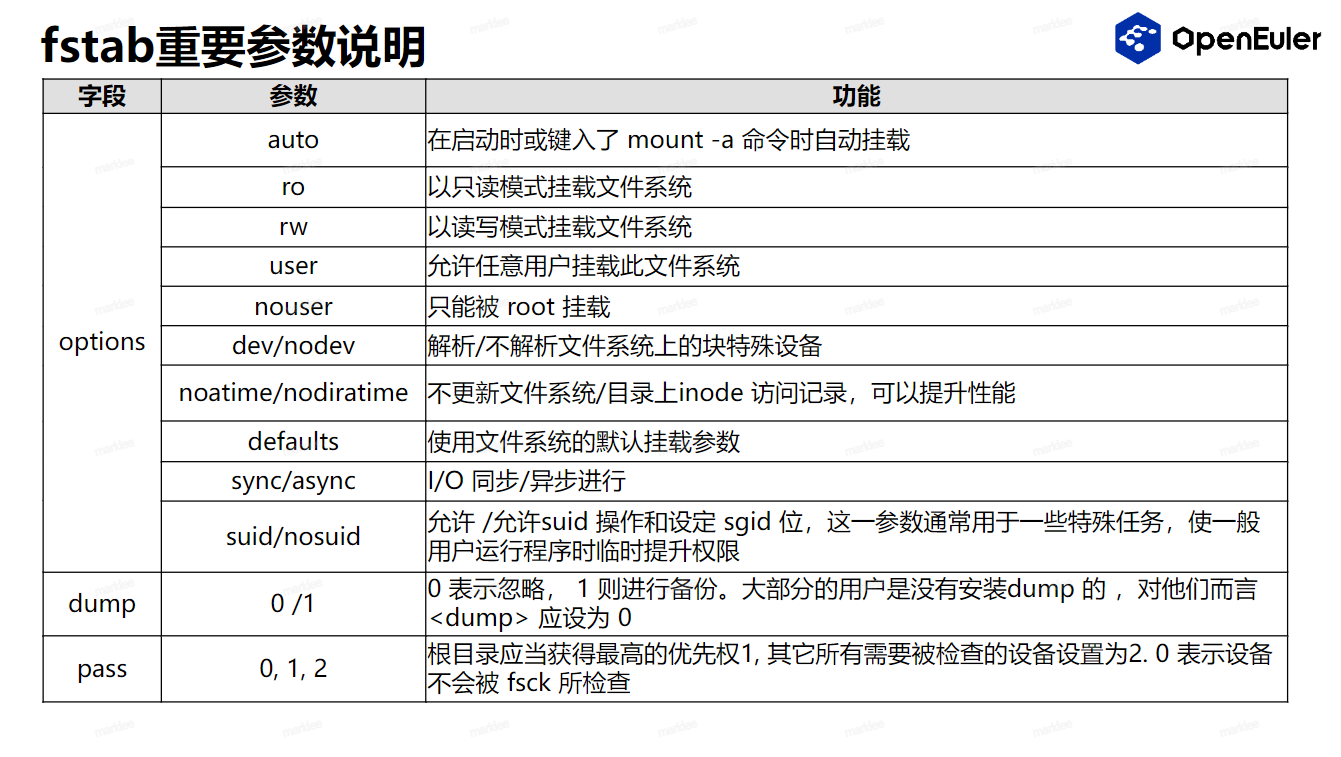 fstab重要参数说明
OpenEuler
字段 参数 功能
options
auto 在启动时或键入了 mount -a 命令时自动挂载
ro 以只读模式挂载文件系统
rw 以读写模式挂载文件系统
user 允许任意用户挂载此文件系统
nouser 只能被 root 挂载
dev/nodev 解析/不解析文件系统上的块特殊设备
noatime/nodiratime 不更新文件系统/目录上inode 访问记录，可以提升性能
defaults 使用文件系统的默认挂载参数
sync/async I/O 同步/异步进行
suid/nosuid 允许 /允许suid 操作和设定 sgid 位，这一参数通常用于一些特殊任务，使一般
用户运行程序时临时提升权限
dump 0 /1 0 表示忽略， 1 则进行备份。大部分的用户是没有安装dump 的 ，对他们而言
<dump> 应设为 0
pass 0, 1, 2 根目录应当获得最高的优先权1, 其它所有需要被检查的设备设置为2. 0 表示设备
不会被 fsck 所检查